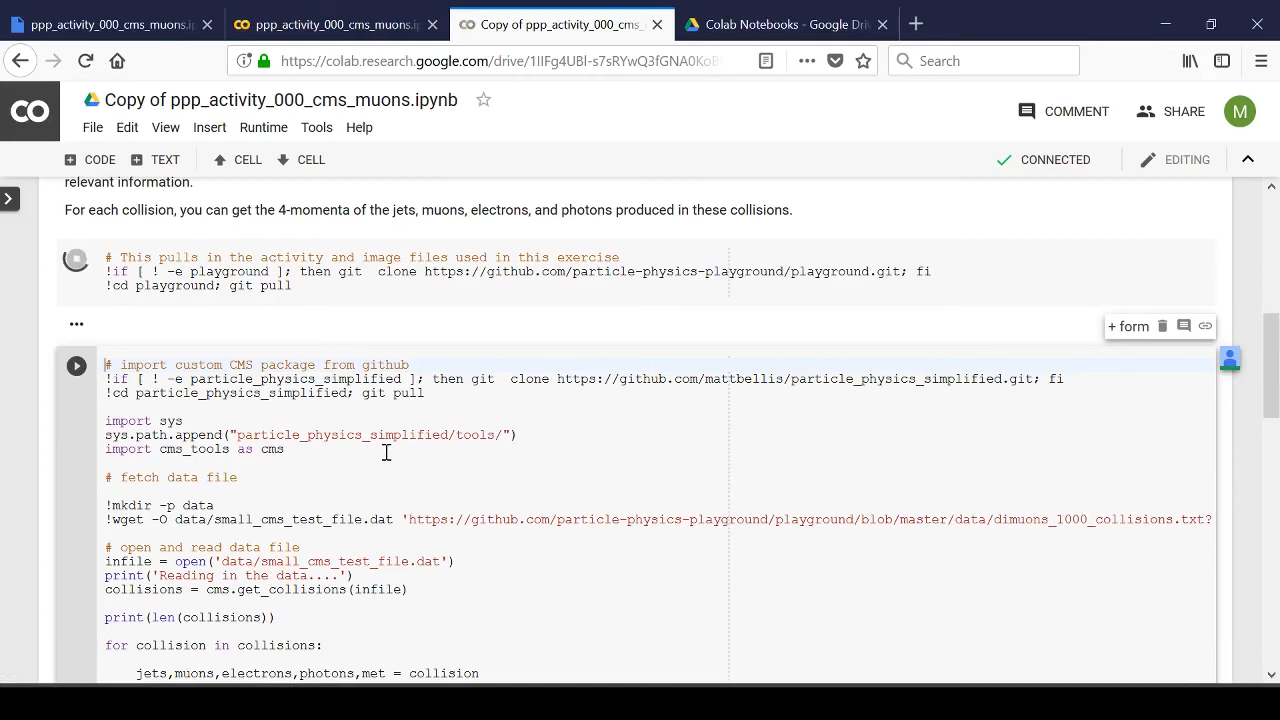 ppp_activity_000_cms_muons.i
ppp_activity_000_cms_muons.i
Copy of ppp_activity_000_cms_
Colab Notebooks - Google Dri
https://colab.research.google.com/drive/1IIFg4UBl-s7sRYwQ3fGNA0KoB
Search
CO
Copy of ppp_activity_000_cms_muons.ipynb
COMMENT
SHARE
M
File Edit View Insert Runtime Tools Help
CODE TEXT CELL CELL
CONNECTED
EDITING
relevant information.
For each collision, you can get the 4-momenta of the jets, muons, electrons, and photons produced in these collisions.
# This pulls in the activity and image files used in this exercise
!if [ ! -e playground ]; then git  clone https://github.com/particle-physics-playground/playground.git; fi
!cd playground; git pull
+ form
# import custom CMS package from github
!if [ ! -e particle_physics_simplified ]; then git  clone https://github.com/mattbellis/particle_physics_simplified.git; fi
!cd particle_physics_simplified; git pull
import sys
sys.path.append("particle_physics_simplified/tools/")
import cms_tools as cms
# fetch data file
!mkdir -p data
!wget -O data/small_cms_test_file.dat 'https://github.com/particle-physics-playground/playground/blob/master/data/dimuons_1000_collisions.txt?
# open and read data file
infile = open('data/small_cms_test_file.dat')
print('Reading in the data....')
collisions = cms.get_collisions(infile)
print(len(collisions))
for collision in collisions:
jets,muons,electrons,photons,met = collision